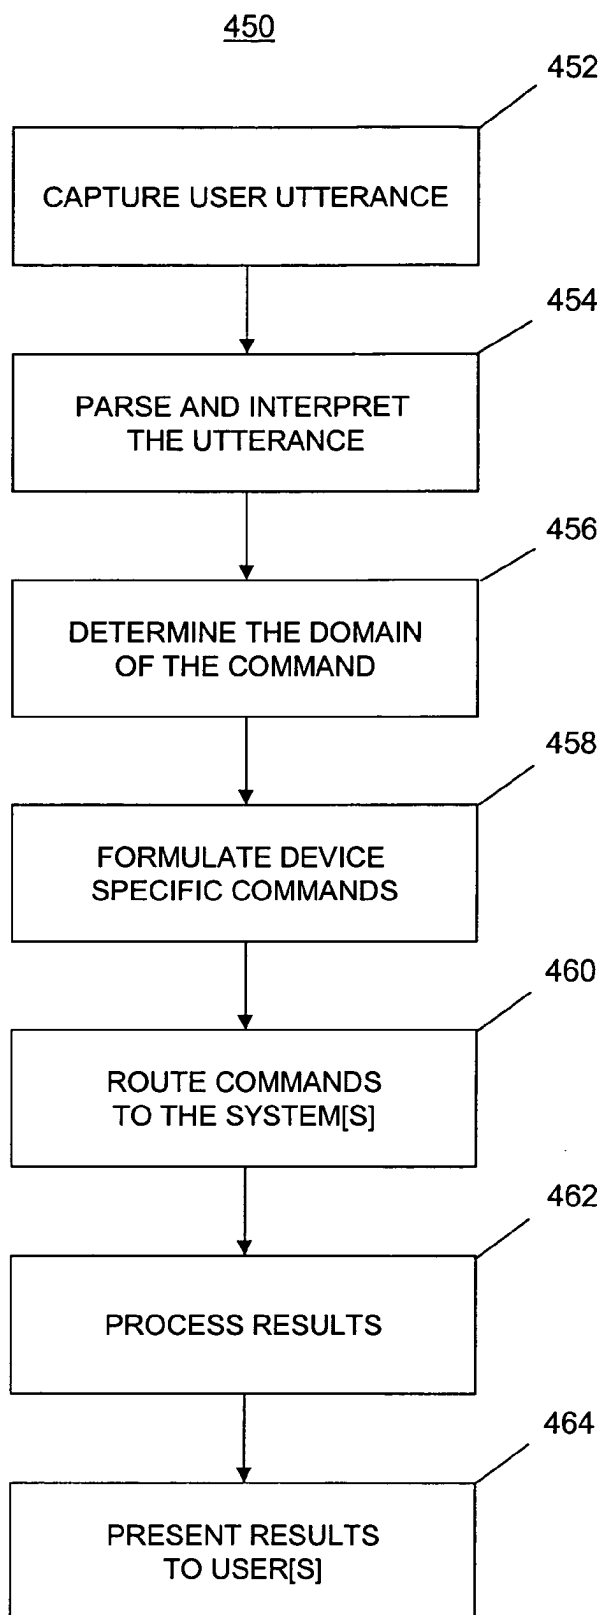 450
452
CAPTURE USER UTTERANCE
454
PARSE AND INTERPRET
THE UTTERANCE
456
DETERMINE THE DOMAIN
OF THE COMMAND
458
FORMULATE DEVICE
SPECIFIC COMMANDS
460
ROUTE COMMANDS
TO THE SYSTEM[S]
462
PROCESS RESULTS
464
PRESENT RESULTS
TO USER[S]